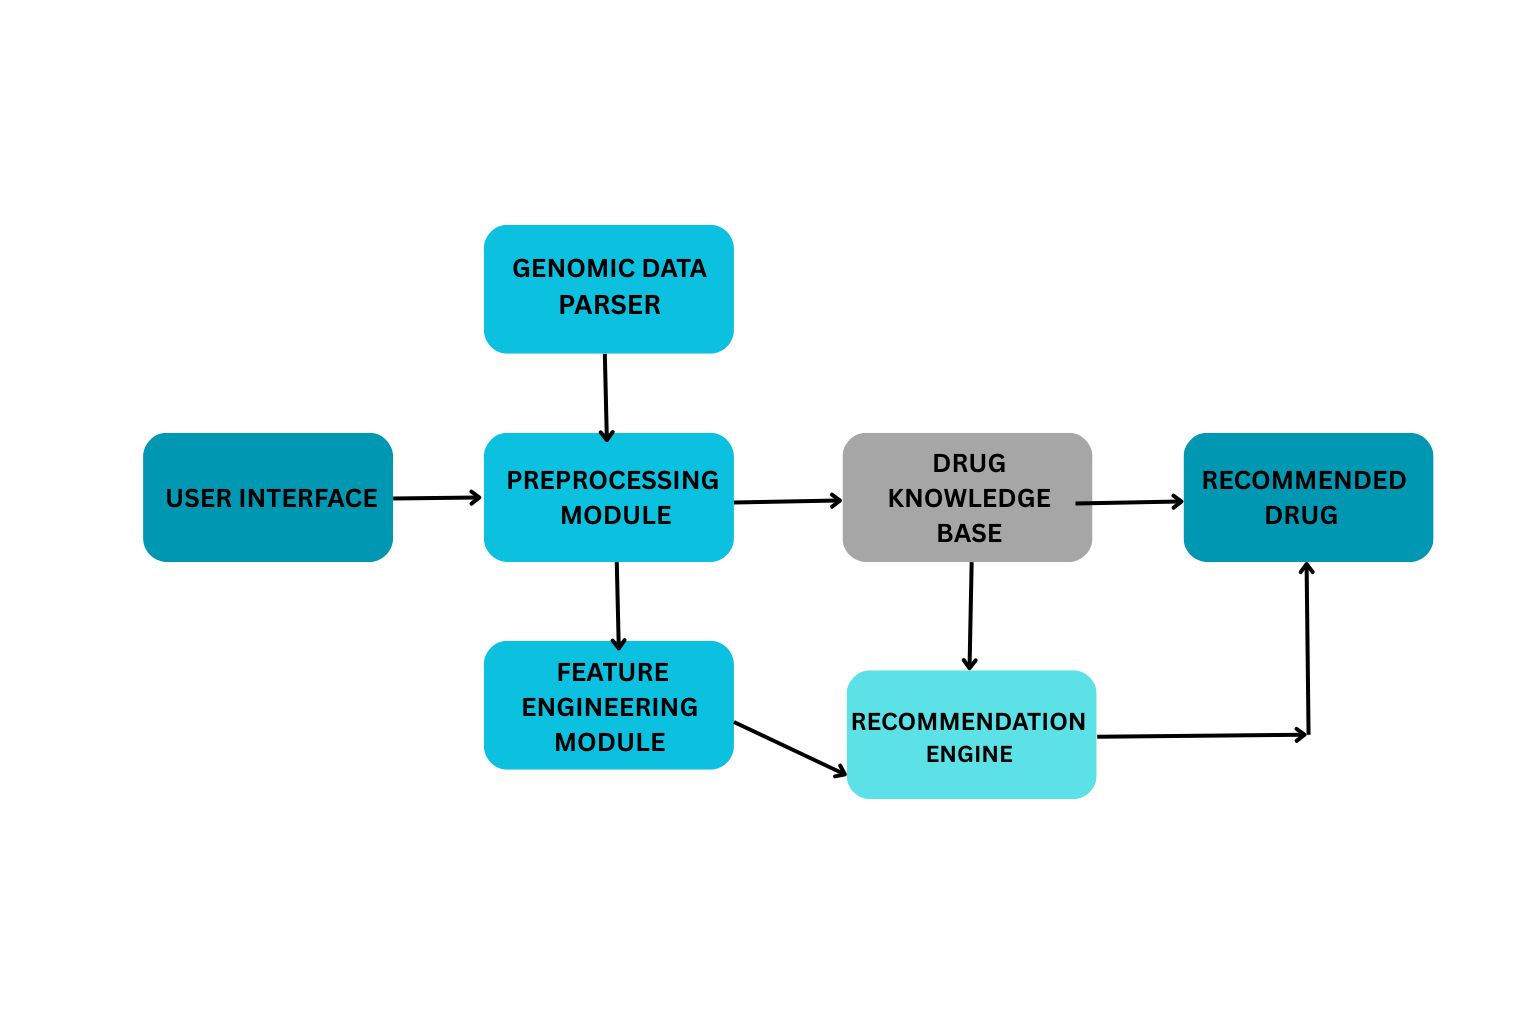 GENOMIC DATA
PARSER
USER INTERFACE
PREPROCESSING
MODULE
DRUG
KNOWLEDGE
BASE
RECOMMENDED
DRUG
FEATURE
ENGINEERING
MODULE
RECOMMENDATION
ENGINE